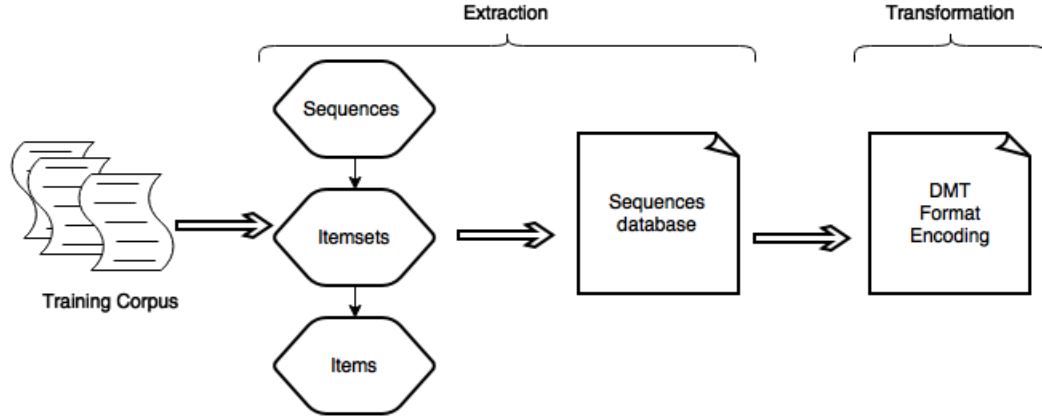 Extraction
Transformation
Sequences
Itemsets
Items
Training Corpus
Sequences
database
DMT
Format
Encoding